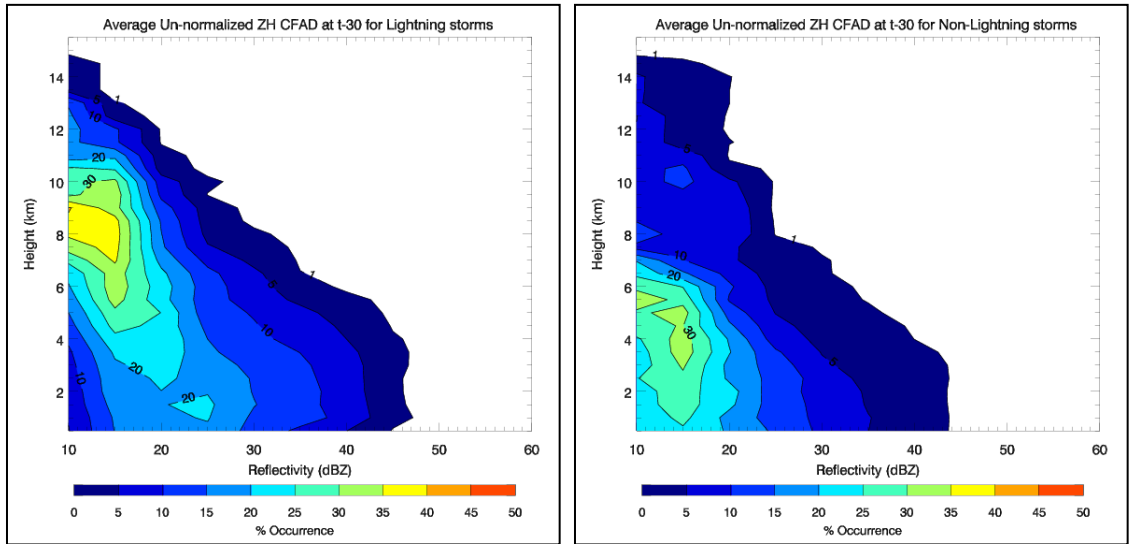 Average Un-normalized ZH CFAD at t-30 for Lightning storms
14
12
10
8
6
4
2
Height (km)
5
1
10
20
30
1
5
10
20
20
10
10 20 30 40 50 60
Reflectivity (dBZ)
0 5 10 15 20 25 30 35 40 45 50
% Occurrence
Average Un-normalized ZH CFAD at t-30 for Non-Lightning storms
14
12
10
8
6
4
2
Height (km)
1
5
1
10
20
30
5
10 20 30 40 50 60
Reflectivity (dBZ)
0 5 10 15 20 25 30 35 40 45 50
% Occurrence